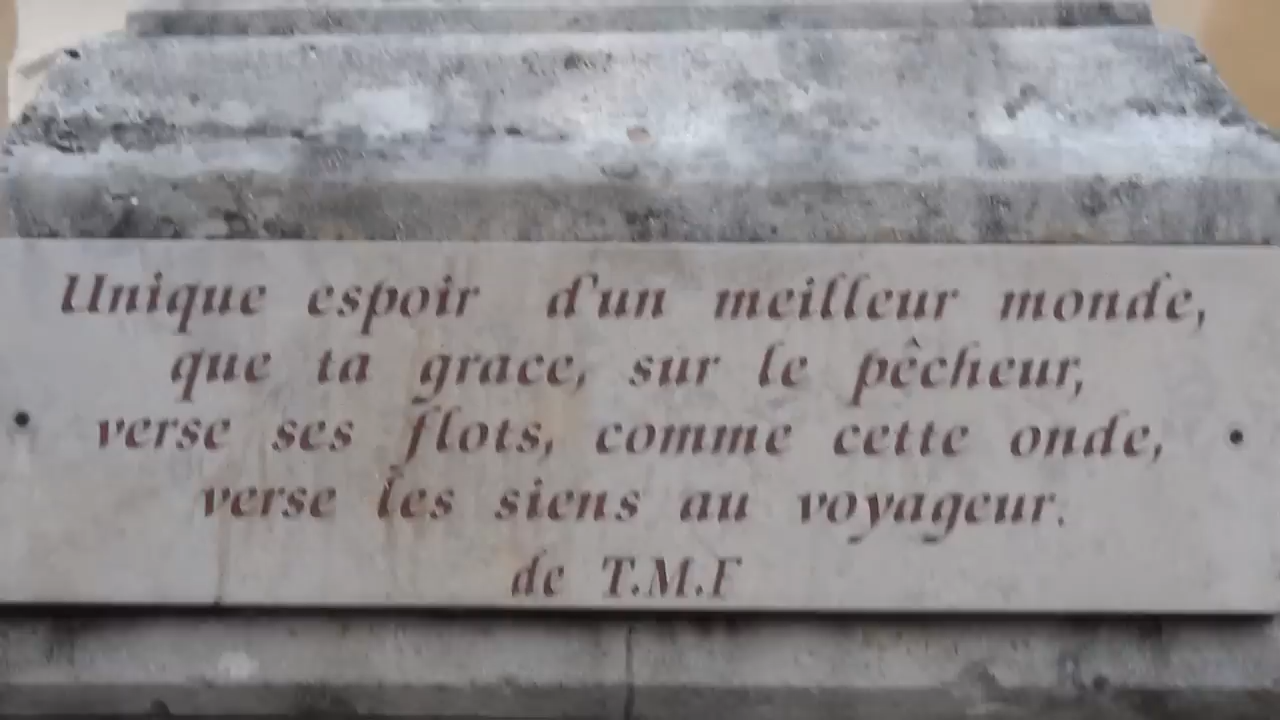 Unique espoir d'un meilleur monde,
que ta grace, sur le pêcheur,
verse ses flots, comme cette onde,
verse les siens au voyageur.
de T.M.F